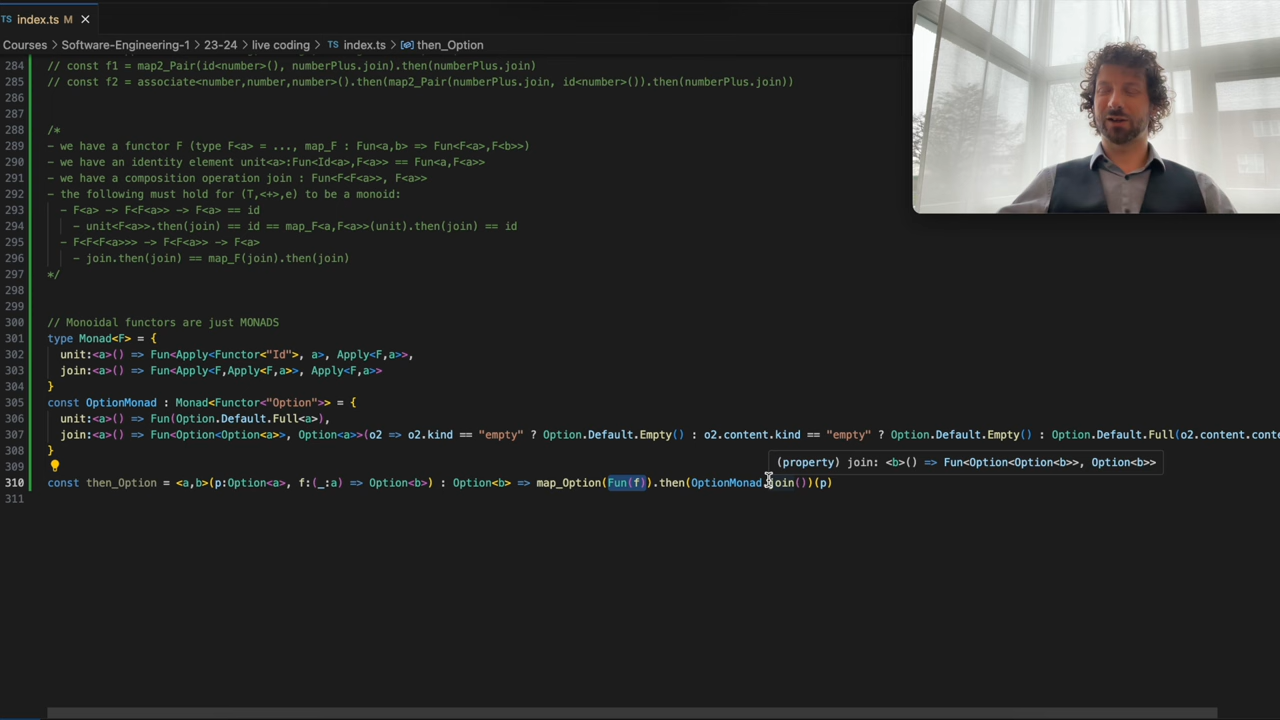 TS index.ts M ×
Courses > Software-Engineering-1 > 23-24 > live coding > TS index.ts > then_Option
284 // const f1 = map2_Pair(id<number>(), numberPlus.join).then(numberPlus.join)
285 // const f2 = associate<number,number,number>().then(map2_Pair(numberPlus.join, id<number>()).then(numberPlus.join))
286
287
288 /*
289 - we have a functor F (type F<a> = ..., map_F : Fun<a,b> => Fun<F<a>,F<b>>)
290 - we have an identity element unit<a>:Fun<Id<a>,F<a>> == Fun<a,F<a>>
291 - we have a composition operation join : Fun<F<F<a>>, F<a>>
292 - the following must hold for (T,<+>,e) to be a monoid:
293   - F<a> -> F<F<a>> -> F<a> == id
294     - unit<F<a>>.then(join) == id == map_F<a,F<a>>(unit).then(join) == id
295   - F<F<F<a>>> -> F<F<a>> -> F<a>
296     - join.then(join) == map_F(join).then(join)
297 */
298
299
300 // Monoidal functors are just MONADS
301 type Monad<F> = {
302   unit:<a>() => Fun<Apply<Functor<"Id">, a>, Apply<F,a>>,
303   join:<a>() => Fun<Apply<F,Apply<F,a>>, Apply<F,a>>
304 }
305 const OptionMonad : Monad<Functor<"Option">> = {
306   unit:<a>() => Fun(Option.Default.Full<a>),
307   join:<a>() => Fun<Option<Option<a>>, Option<a>>(o2 => o2.kind == "empty" ? Option.Default.Empty() : o2.content.kind == "empty" ? Option.Default.Empty() : Option.Default.Full(o2.content.conte
308 }
309
(property) join: <b>() => Fun<Option<Option<b>>, Option<b>>
310 const then_Option = <a,b>(p:Option<a>, f:(_:a) => Option<b>) : Option<b> => map_Option(Fun(f)).then(OptionMonad.join())(p)
311